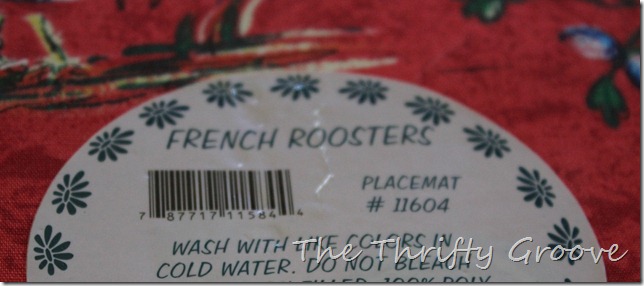 FRENCH ROOSTERS
PLACEMAT
# 11604
7 87717 11584 4
WASH WITH LIKE COLORS IN
COLD WATER. DO NOT BLEACH
FILLED. 100% POLY
The Thrifty Groove